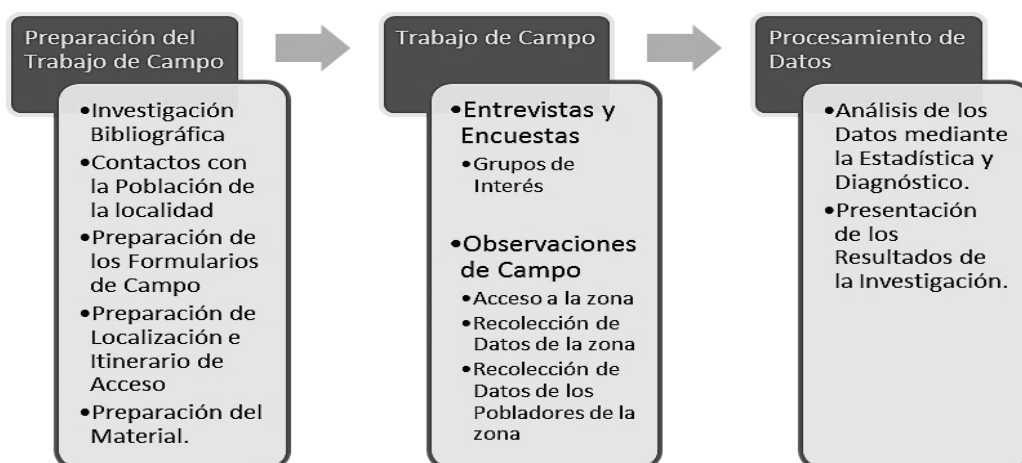 Preparación del
Trabajo de Campo
•Investigación
Bibliográfica
•Contactos con
la Población de
la localidad
•Preparación de
los Formularios
de Campo
•Preparación de
Localización e
Itinerario de
Acceso
•Preparación del
Material.
Trabajo de Campo
•Entrevistas y
Encuestas
•Grupos de
Interés
•Observaciones
de Campo
•Acceso a la zona
•Recolección de
Datos de la zona
•Recolección de
Datos de los
Pobladores de la
zona
Procesamiento de
Datos
•Análisis de los
Datos mediante
la Estadística y
Diagnóstico.
•Presentación
de los
Resultados de
la Investigación.